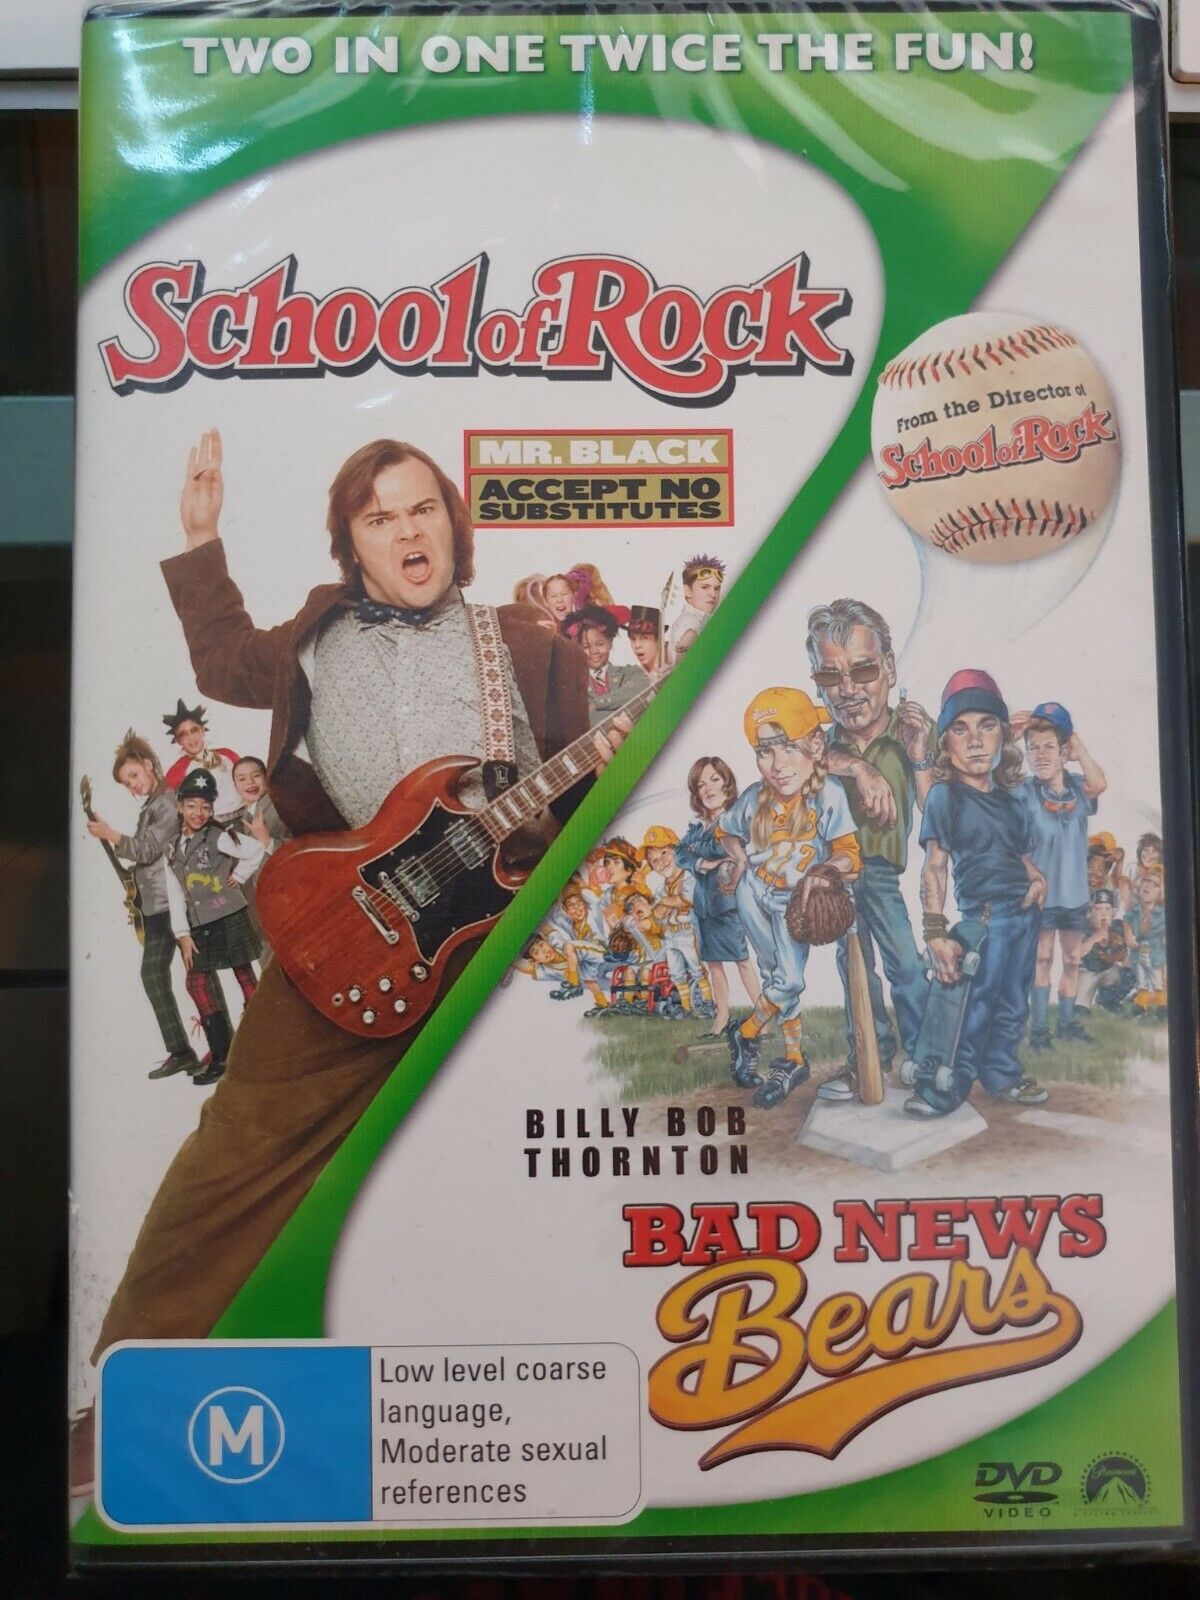 TWO IN ONE TWICE THE FUN!
School of Rock
MR. BLACK
ACCEPT NO
SUBSTITUTES
From the Director of
School of Rock
BILLY BOB
THORNTON
BAD NEWS
Bears
M
Low level coarse
language,
Moderate sexual
references
DVD
VIDEO
Paramount